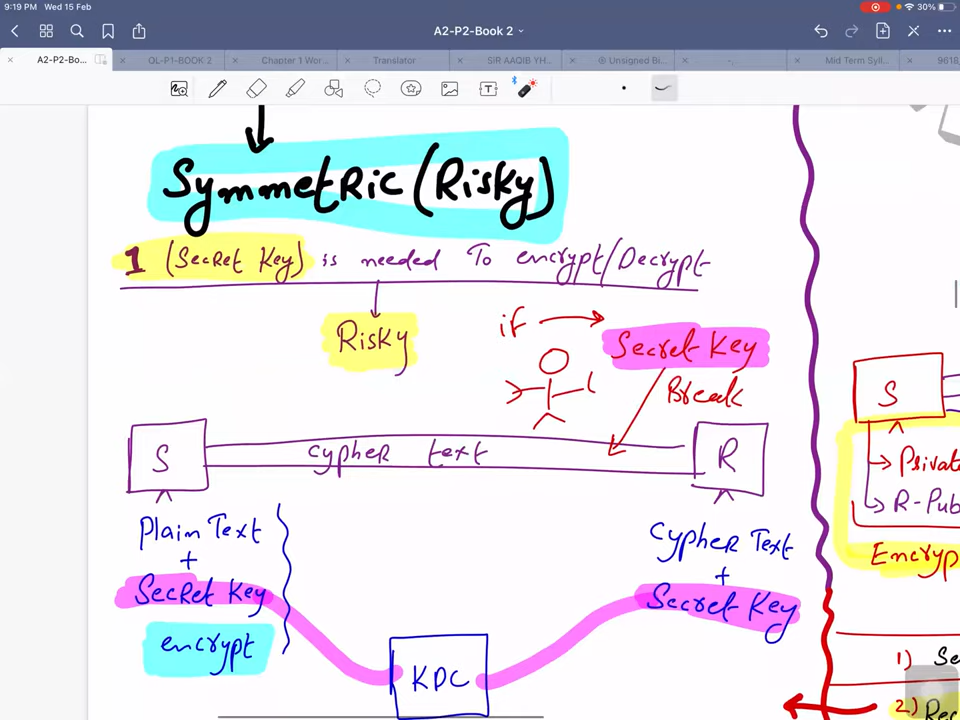 9:19 PM Wed 15 Feb
30%
A2-P2-Book 2
A2-P2-Bo...
QL-P1-BOOK 2
Chapter 1 Wor...
Translator
SIR AAQIB YH...
Unsigned Bi...
Mid Term Syll...
9618
Symmetric (Risky)
1 (Secret Key) is needed To encrypt/Decrypt
Risky
if
Secret Key
Break
S
cypher text
R
Plain Text
+
Secret Key
encrypt
Cypher Text
+
Secret Key
KDC
S
Private
R-Pub
Encryp
1) Se
2) Rec